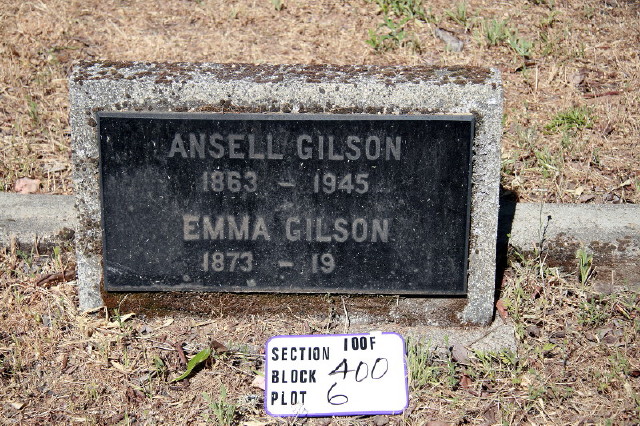 ANSELL GILSON
1863 - 1945
EMMA GILSON
1873 - 19
SECTION IOOF
BLOCK 400
PLOT 6